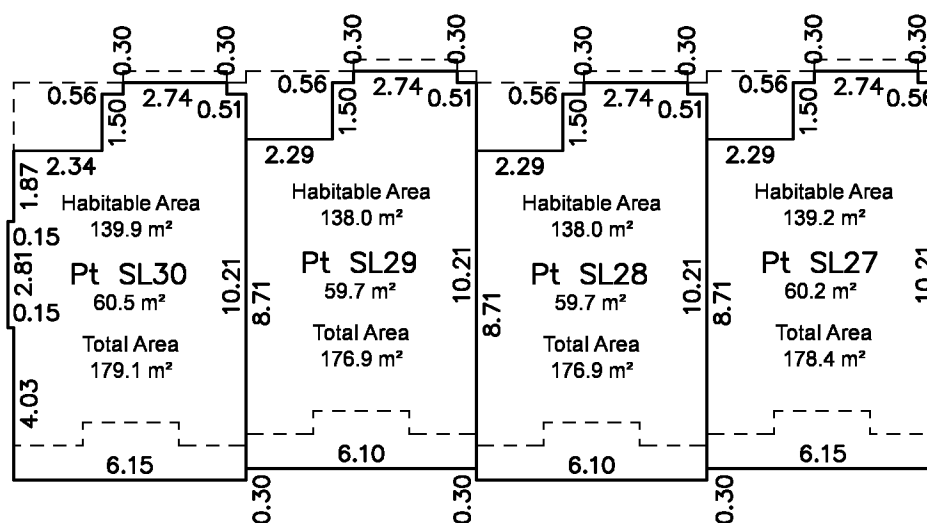 0.30
0.30
0.30
0.30
0.30
0.30
0.30
0.30
0.56
2.74
0.51
1.50
0.56
2.74
0.51
1.50
0.56
2.74
0.51
1.50
0.56
2.74
0.56
1.50
2.34
2.29
2.29
2.29
1.87
0.15
2.81
0.15
4.03
Habitable Area
139.9 m²
Pt SL30
60.5 m²
Total Area
179.1 m²
10.21
8.71
Habitable Area
138.0 m²
Pt SL29
59.7 m²
Total Area
176.9 m²
10.21
8.71
Habitable Area
138.0 m²
Pt SL28
59.7 m²
Total Area
176.9 m²
10.21
8.71
Habitable Area
139.2 m²
Pt SL27
60.2 m²
Total Area
178.4 m²
10.21
6.15
6.10
6.10
6.15
0.30
0.30
0.30